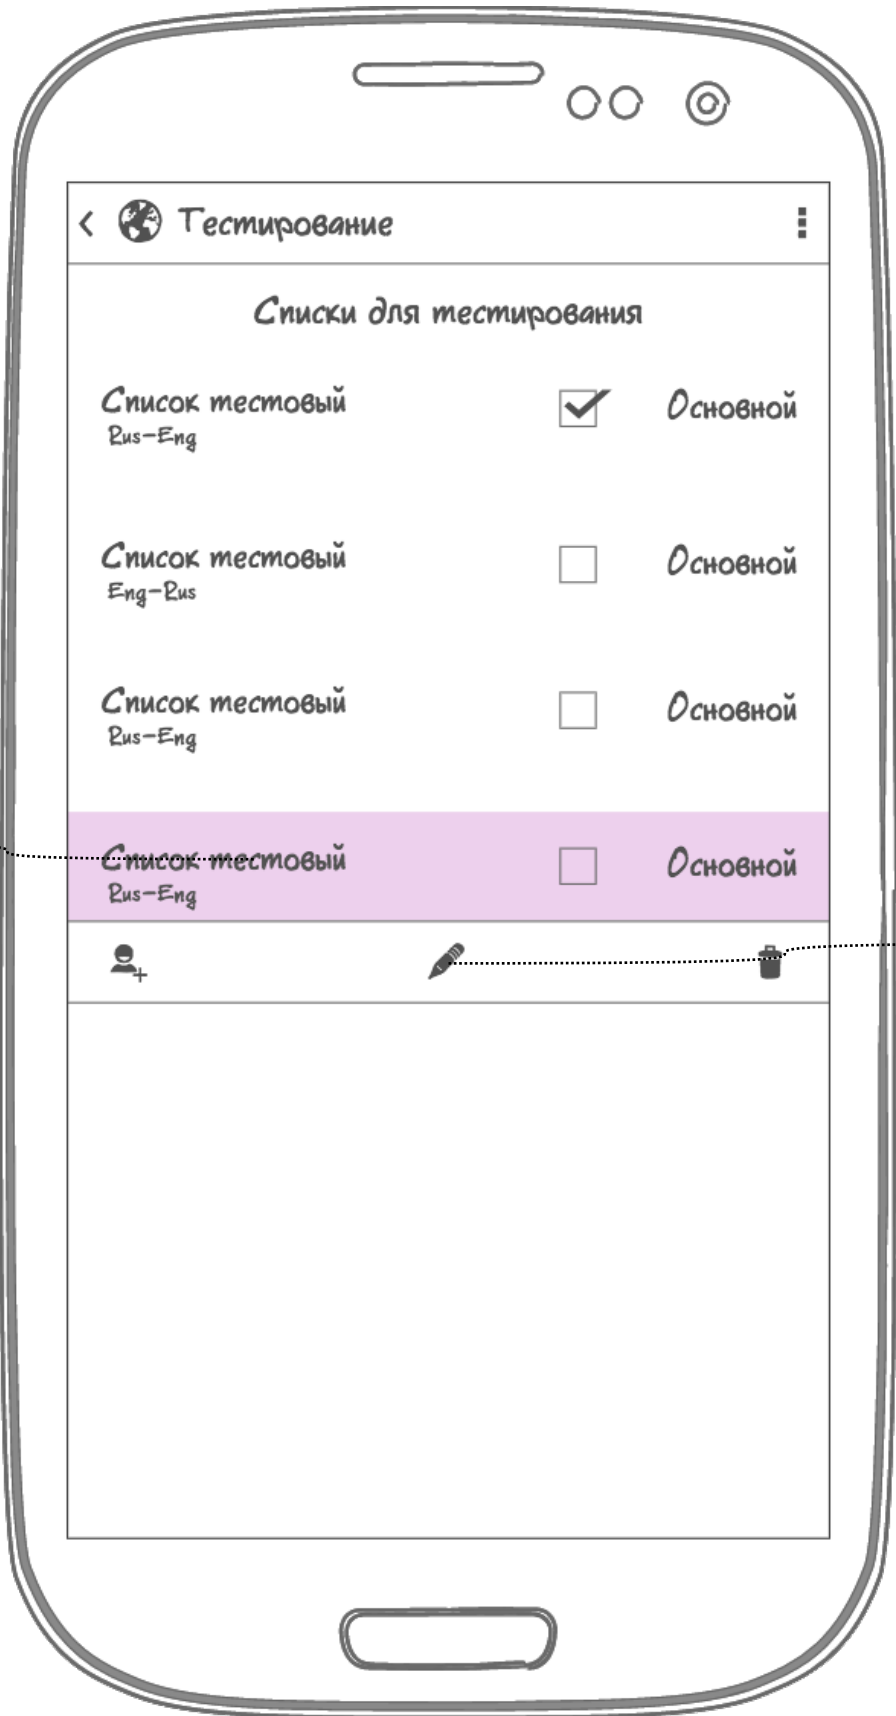 Тестирование
Списки для тестирования
Список тестовый
Основной
Rus-Eng
Список тестовый
Основной
Eng-Rus
Список тестовый
Основной
Rus-Eng
Список тестовый
Основной
Rus-Eng